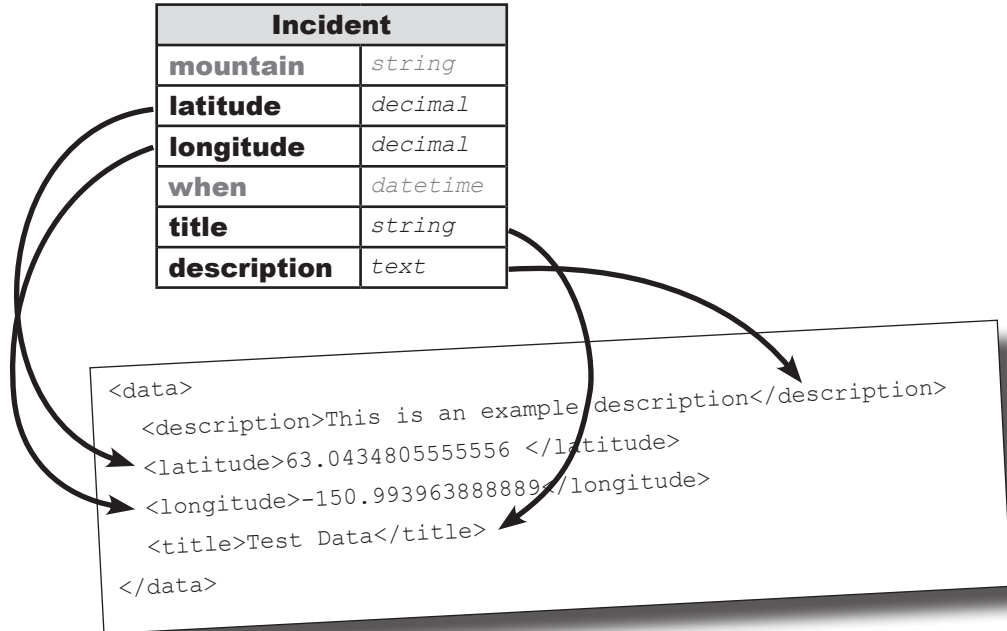 Incident
mountain string
latitude decimal
longitude decimal
when datetime
title string
description text
<data>
<description>This is an example description</description>
<latitude>63.0434805555556 </latitude>
<longitude>-150.993963888889</longitude>
<title>Test Data</title>
</data>